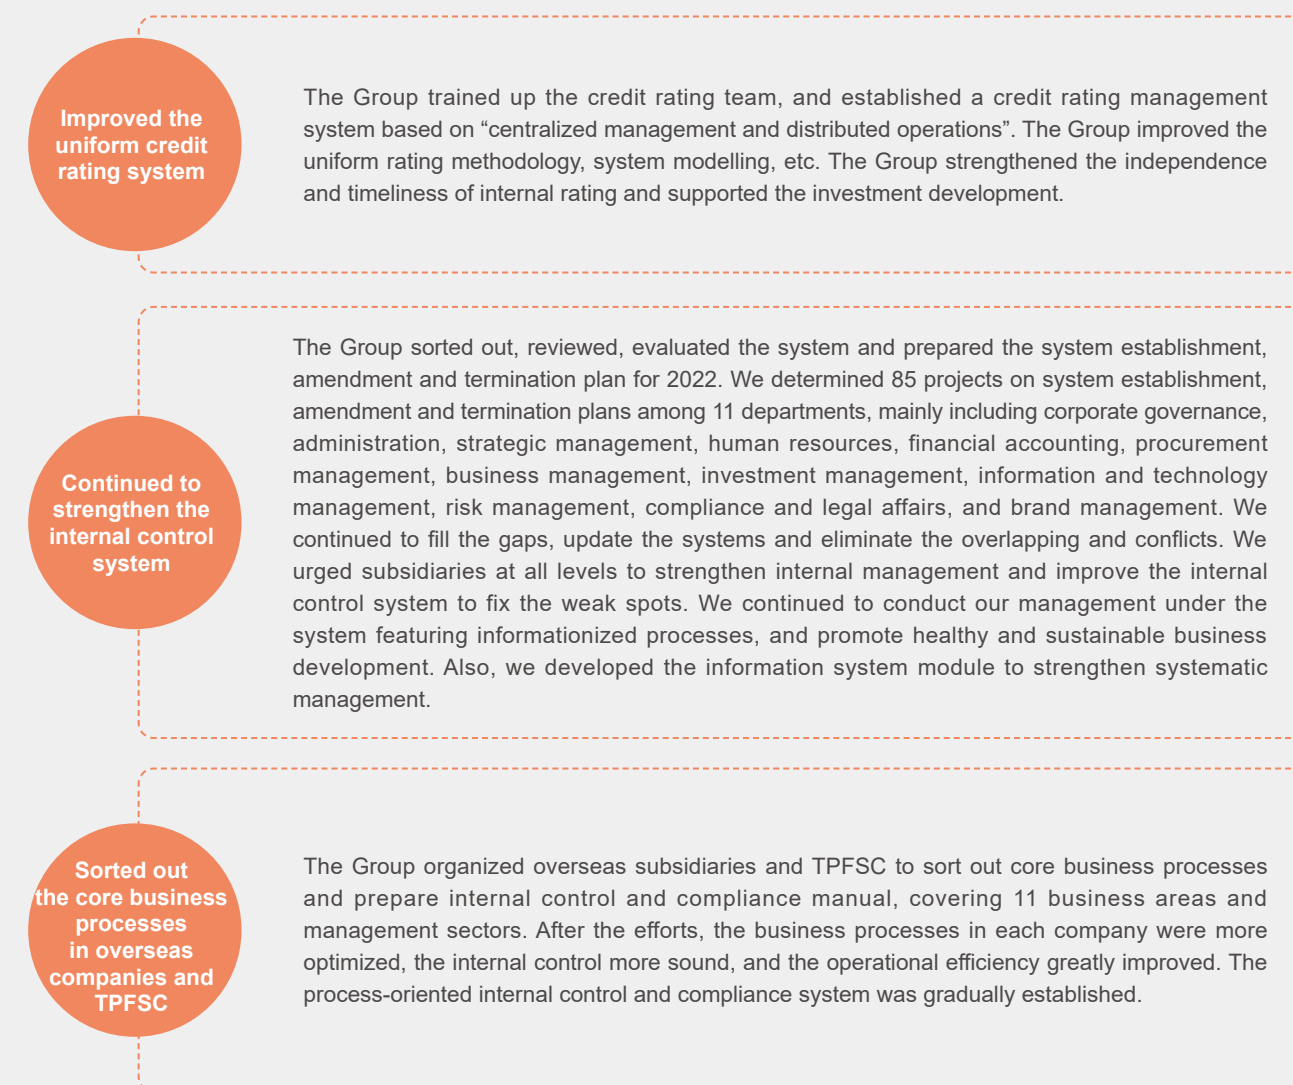 Improved the
uniform credit
rating system
The Group trained up the credit rating team, and established a credit rating management
system based on “centralized management and distributed operations”. The Group improved the
uniform rating methodology, system modelling, etc. The Group strengthened the independence
and timeliness of internal rating and supported the investment development.
Continued to
strengthen the
internal control
system
The Group sorted out, reviewed, evaluated the system and prepared the system establishment,
amendment and termination plan for 2022. We determined 85 projects on system establishment,
amendment and termination plans among 11 departments, mainly including corporate governance,
administration, strategic management, human resources, financial accounting, procurement
management, business management, investment management, information and technology
management, risk management, compliance and legal affairs, and brand management. We
continued to fill the gaps, update the systems and eliminate the overlapping and conflicts. We
urged subsidiaries at all levels to strengthen internal management and improve the internal
control system to fix the weak spots. We continued to conduct our management under the
system featuring informationized processes, and promote healthy and sustainable business
development. Also, we developed the information system module to strengthen systematic
management.
Sorted out
the core business
processes
in overseas
companies and
TPFSC
The Group organized overseas subsidiaries and TPFSC to sort out core business processes
and prepare internal control and compliance manual, covering 11 business areas and
management sectors. After the efforts, the business processes in each company were more
optimized, the internal control more sound, and the operational efficiency greatly improved. The
process-oriented internal control and compliance system was gradually established.